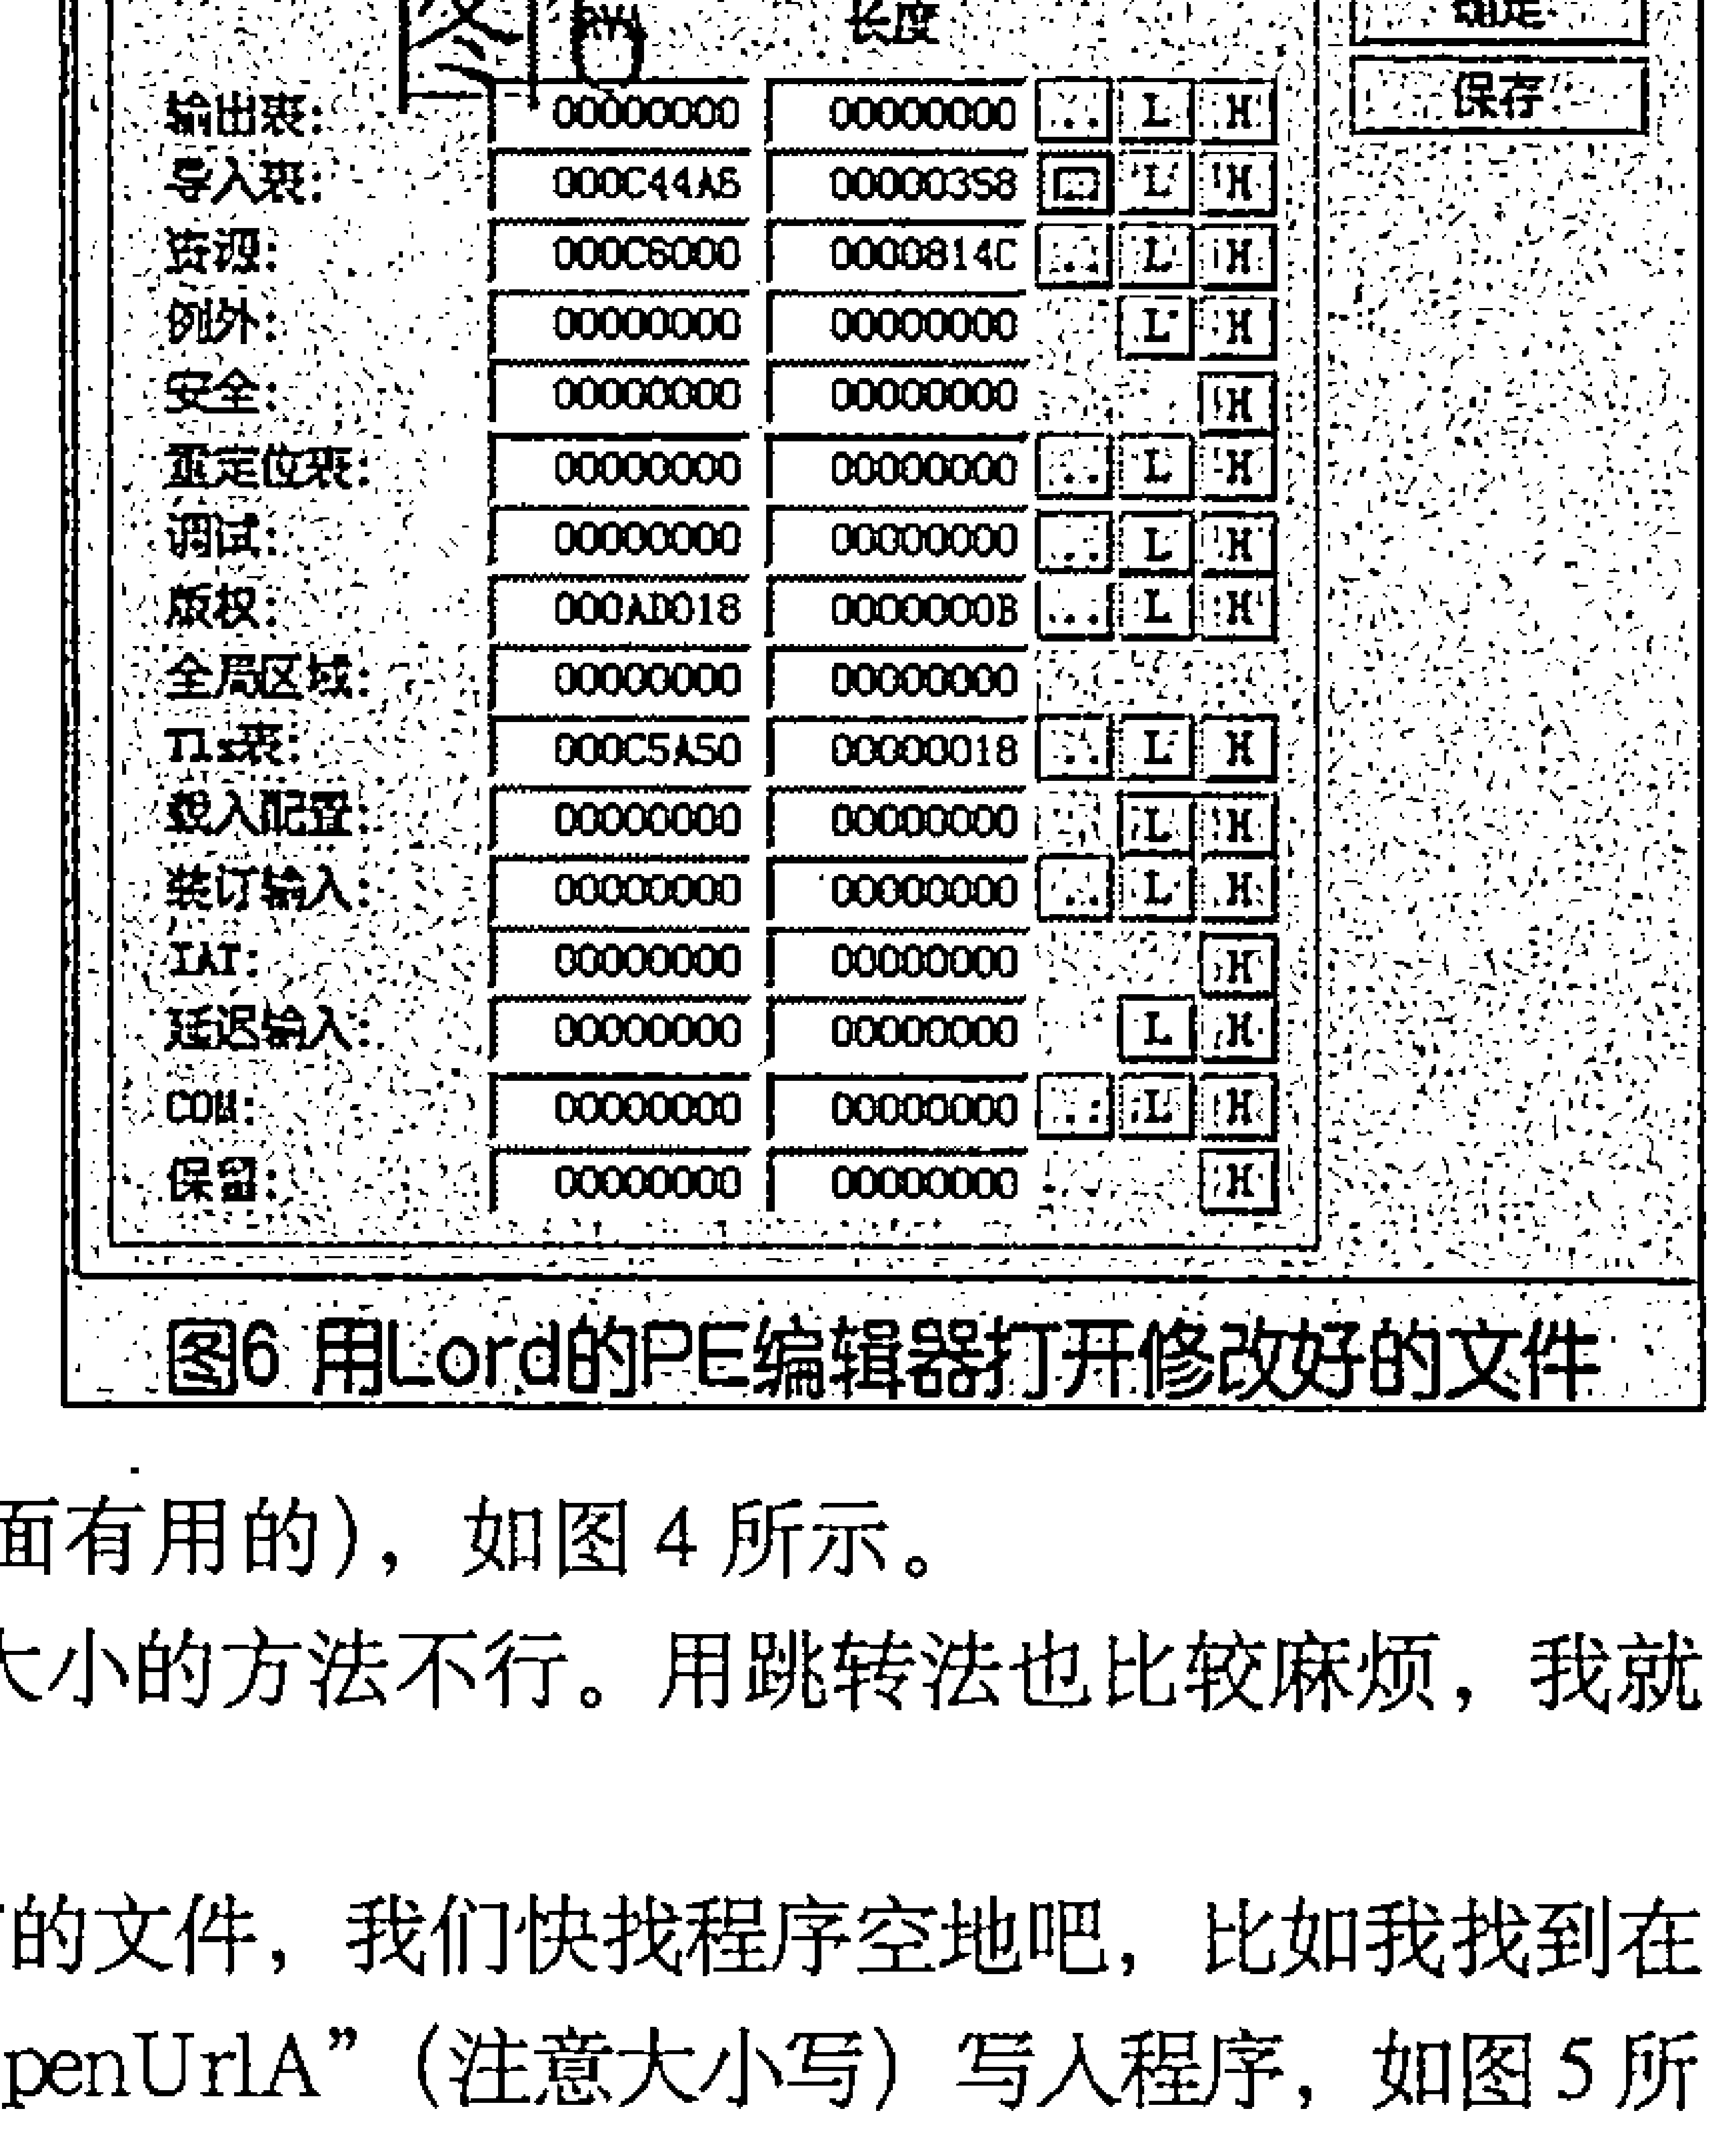 图6
RVA 长度 确定
保存
输出表: 00000000 00000000 .. L H
导入表: 000C44A6 00000358 .. L H
资源: 000C6000 0000814C .. L H
例外: 00000000 00000000 L H
安全: 00000000 00000000 H
重定位表: 00000000 00000000 .. L H
调试: 00000000 00000000 .. L H
版权: 000AD018 0000000B .. L H
全局区域: 00000000 00000000
Tls表: 000C5A50 00000018 .. L H
载入配置: 00000000 00000000 L H
装订输入: 00000000 00000000 .. L H
IAT: 00000000 00000000 H
延迟输入: 00000000 00000000 L H
COM: 00000000 00000000 .. L H
保留: 00000000 00000000 H
图6 用Lord的PE编辑器打开修改好的文件
面有用的),如图 4 所示。
大小的方法不行。用跳转法也比较麻烦,我就
的文件,我们快找程序空地吧,比如我找到在
penUrlA”(注意大小写)写入程序,如图 5 所